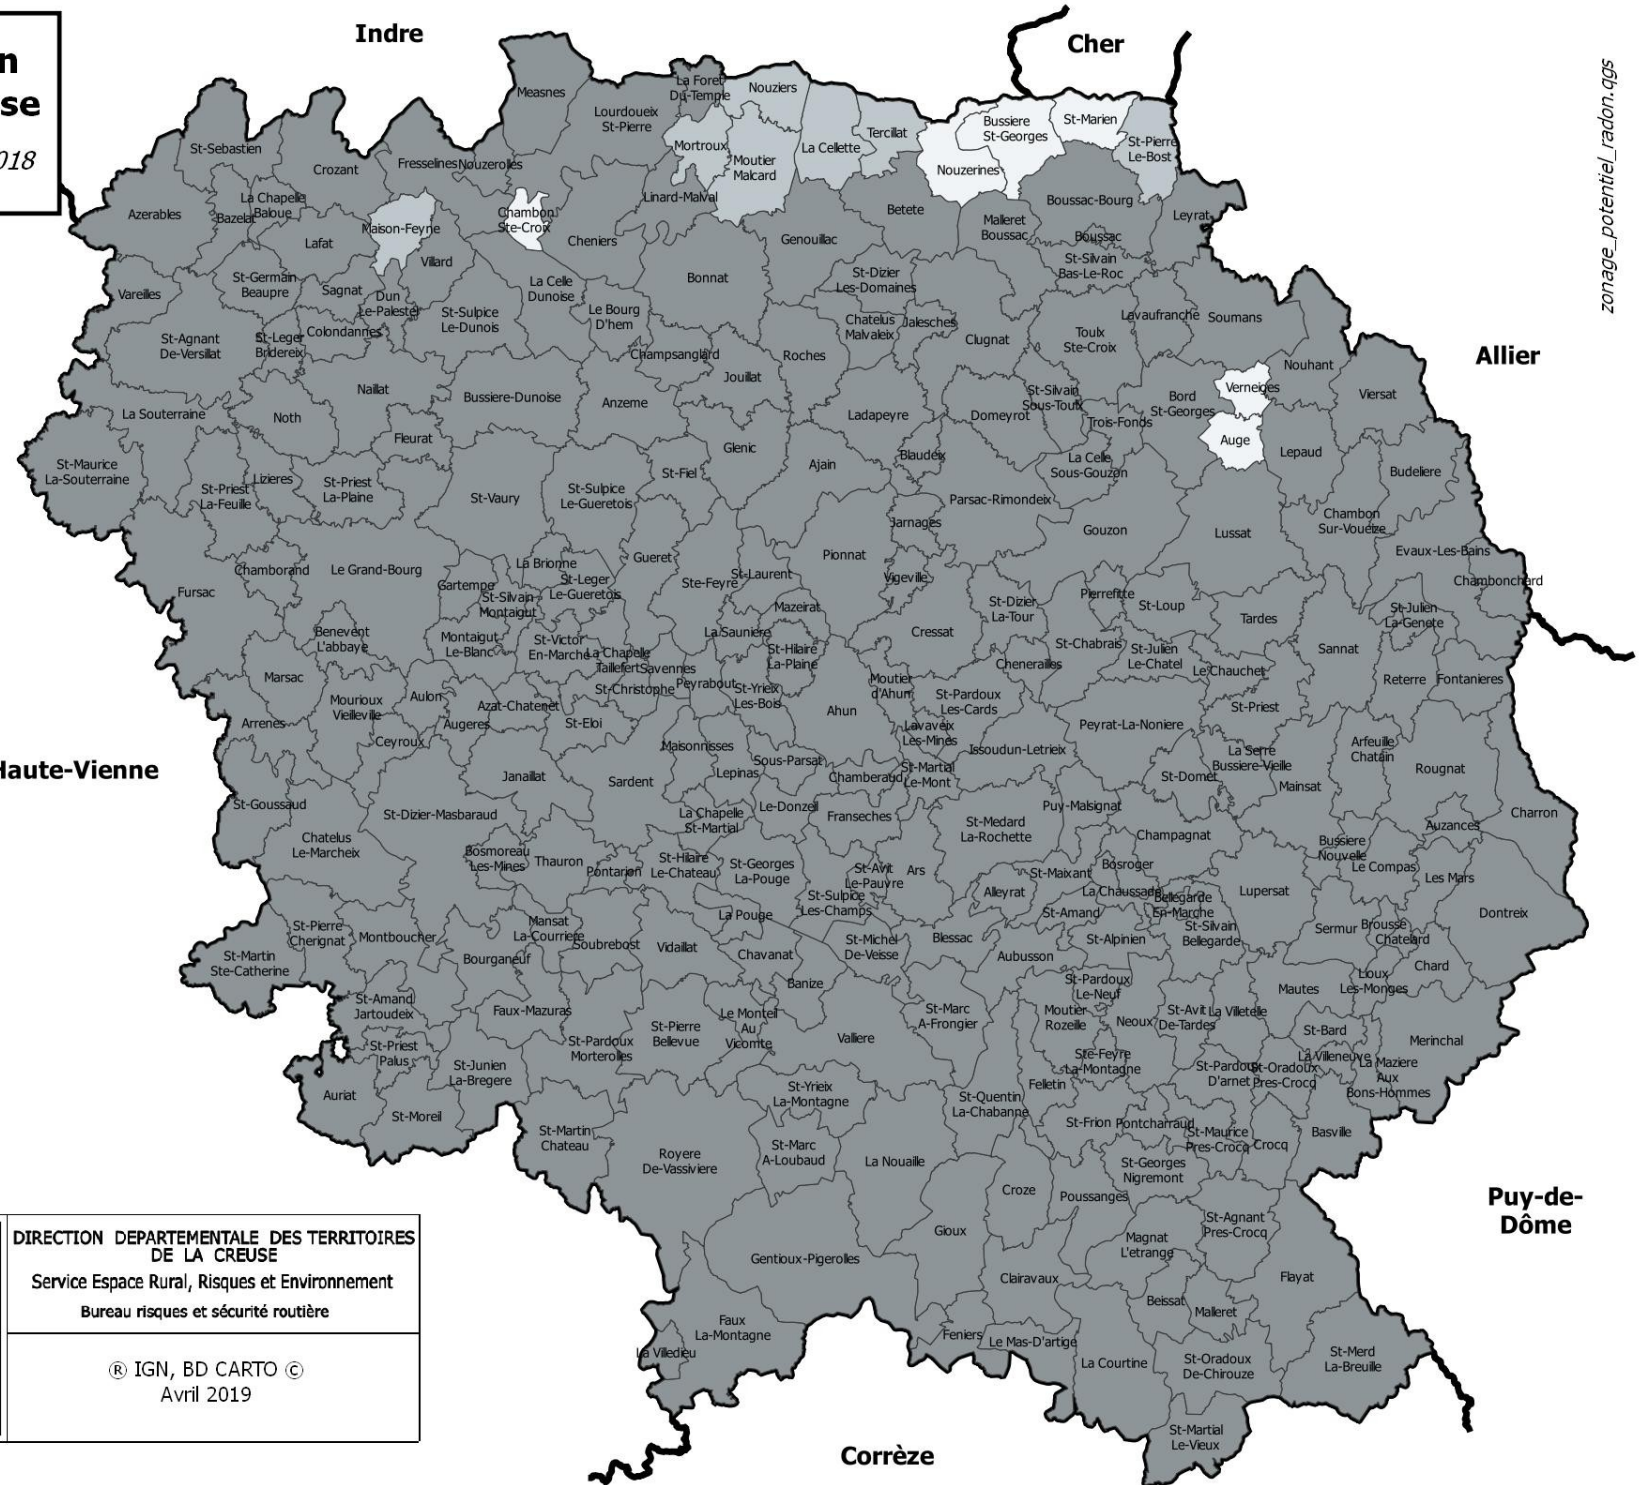 n
se
018
Indre
Cher
zonage_potentiel_radon.qgs
Allier
Haute-Vienne
Puy-de-
Dôme
Corrèze
Measnes
La Foret
Du-Temple
Nouziers
Lourdoueix
St-Pierre
Bussiere
St-Georges
St-Marien
Tercillat
St-Sebastien
Mortroux
La Cellette
St-Pierre
Le-Bost
Moutier
Malcard
Crozant
Fresselines
Nouzerolles
Nouzerines
La Chapelle
Baloue
Linard-Malval
Boussac-Bourg
Azerables
Bazelat
Chambon
Ste-Croix
Betete
Leyrat
Maison-Feyne
Malleret
Boussac
Boussac
Lafat
Cheniers
Genouillac
Villard
St-Silvain
Bas-Le-Roc
St-Germain
Beaupre
Bonnat
St-Dizier
Les-Domaines
Vareilles
Sagnat
La Celle
Dunoise
Dun
Le-Palestel
St-Sulpice
Le-Dunois
Le Bourg
D'hem
Lavaufranche
Soumans
Chatelus
Malvaleix
Jalesches
St-Agnant
De-Versillat
St-Leger
Bridereix
Colondannes
Clugnat
Toulx
Ste-Croix
Champsanglard
Roches
Nouhant
Jouillat
Naillat
Verneiges
Viersat
Bussiere-Dunoise
Anzeme
St-Silvain
Sous-Toulx
Bord
St-Georges
La Souterraine
Noth
Ladapeyre
Domeyrot
Trois-Fonds
Fleurat
Auge
Glenic
Lepaud
Blaudeix
St-Maurice
La-Souterraine
Ajain
La Celle
Sous-Gouzon
Budeliere
St-Fiel
Lizieres
St-Priest
La-Feuille
St-Priest
La-Plaine
St-Vaury
St-Sulpice
Le-Gueretois
Parsac-Rimondeix
Chambon
Sur-Voueize
Jarnages
Gouzon
Lussat
Pionnat
Evaux-Les-Bains
Gueret
La Brionne
Chamborand
Le Grand-Bourg
St-Laurent
Ste-Feyre
Vigeville
Chambonchard
Gartempe
St-Leger
Le-Gueretois
Fursac
St-Silvain
Montaigut
Pierrefitte
St-Loup
Mazeirat
St-Dizier
La-Tour
St-Julien
La-Genete
Tardes
Benevent
L'abbaye
La Sauniere
Cressat
Montaigut
Le-Blanc
St-Victor
En-Marche
St-Chabrais
Sannat
La Chapelle
Taillefert
Savennes
St-Hilaire
La-Plaine
St-Julien
Le-Chatel
Chenerailles
Le Chauchet
Marsac
Moutier
d'Ahun
Reterre
Fontanieres
Peyrabout
St-Christophe
St-Yrieix
Les-Bois
St-Pardoux
Les-Cards
Mourioux
Vieilleville
Aulon
Azat-Chatenet
St-Priest
Ahun
Arrenes
Augeres
St-Eloi
Peyrat-La-Noniere
Lavaveix
Les-Mines
Ceyroux
Maisonnisses
Issoudun-Letrieix
Arfeuille
Chatain
La Serre
Bussiere-Vieille
Sous-Parsat
Janaillat
Sardent
Lepinas
Chamberaud
St-Martial
Le-Mont
St-Domet
Rougnat
Mainsat
St-Goussaud
Le-Donzeil
Puy-Malsignat
St-Dizier-Masbaraud
La Chapelle
St-Martial
Franseches
Charron
St-Medard
La-Rochette
Auzances
Chatelus
Le-Marcheix
Champagnat
Bussiere
Nouvelle
Bosmoreau
Les-Mines
Thauron
St-Hilaire
Le-Chateau
St-Georges
La-Pouge
Bosroger
Le Compas
Pontarion
St-Avit
Le-Pauvre
Ars
St-Maixant
Les Mars
Alleyrat
La Chaussade
Lupersat
St-Sulpice
Les-Champs
Bellegarde
En-Marche
La Pouge
St-Amand
Dontreix
St-Pierre
Cherignat
Mansat
La-Courriere
St-Silvain
Bellegarde
Sermur
Brousse
Chatelard
Montboucher
Soubrebost
Vidaillat
Blessac
St-Alpinien
St-Michel
De-Veisse
St-Martin
Ste-Catherine
Bourganeuf
Chavanat
Aubusson
Chard
Lioux
Les-Monges
Banize
St-Pardoux
Le-Neuf
Mautes
St-Amand
Jartoudeix
Faux-Mazuras
Le Monteil
Au
Vicomte
St-Marc
A-Frongier
Moutier
Rozeille
Neoux
St-Avit
De-Tardes
La Villetelle
St-Pierre
Bellevue
St-Bard
Valliere
Merinchal
St-Pardoux
Morterolles
St-Priest
Palus
Ste-Feyre
La-Montagne
La Villeneuve
La Maziere
Aux
Bons-Hommes
St-Junien
La-Bregere
St-Pardoux
D'arnet
St-Oradoux
Pres-Crocq
Auriat
St-Yrieix
La-Montagne
Felletin
St-Quentin
La-Chabanne
St-Moreil
St-Frion
Pontcharraud
St-Martin
Chateau
St-Maurice
Pres-Crocq
Crocq
Basville
St-Marc
A-Loubaud
Royere
De-Vassiviere
La Nouaille
St-Georges
Nigremont
Croze
Poussanges
St-Agnant
Pres-Crocq
Gioux
Magnat
L'etrange
Gentioux-Pigerolles
Clairavaux
Flayat
Beissat
Malleret
Faux
La-Montagne
Feniers
Le Mas-D'artige
La Villedieu
La Courtine
St-Oradoux
De-Chirouze
St-Merd
La-Breuille
St-Martial
Le-Vieux
DIRECTION DEPARTEMENTALE DES TERRITOIRES
DE LA CREUSE
Service Espace Rural, Risques et Environnement
Bureau risques et sécurité routière
® IGN, BD CARTO ©
Avril 2019